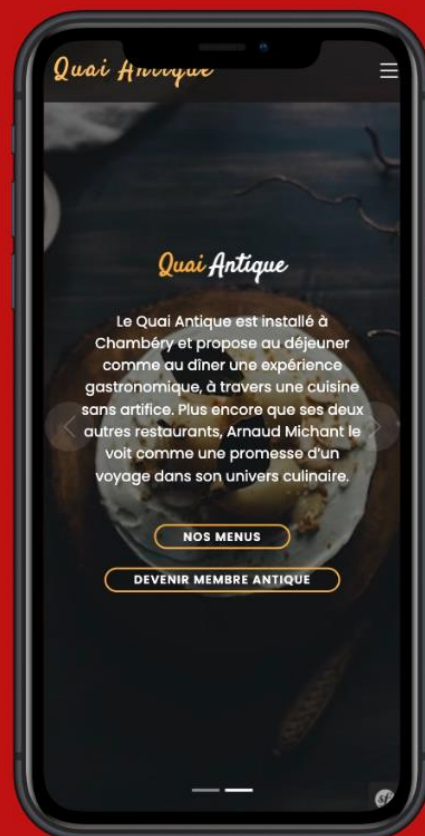 Quai Antique
Quai Antique
Le Quai Antique est installé à
Chambéry et propose au déjeuner
comme au dîner une expérience
gastronomique, à travers une cuisine
sans artifice. Plus encore que ses deux
autres restaurants, Arnaud Michant le
voit comme une promesse d'un
voyage dans son univers culinaire.
NOS MENUS
DEVENIR MEMBRE ANTIQUE
sf